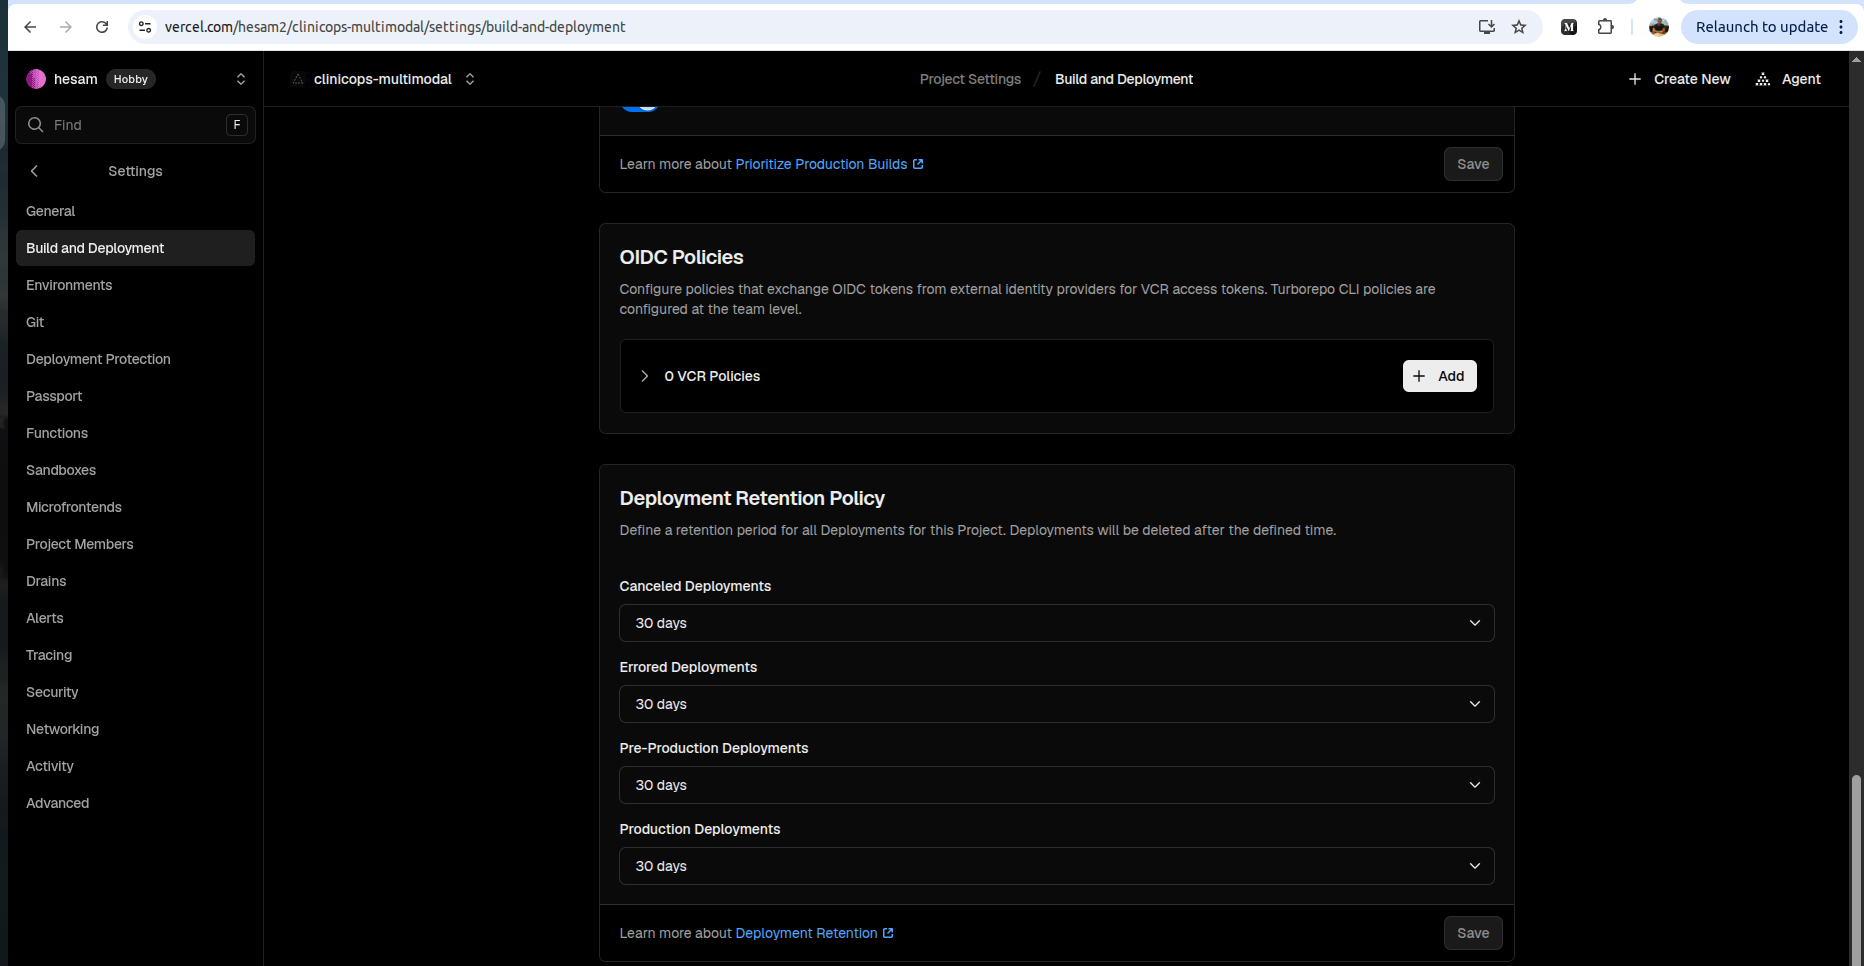 vercel.com/hesam2/clinicops-multimodal/settings/build-and-deployment
M
Relaunch to update
hesam Hobby
clinicops-multimodal
Project Settings / Build and Deployment
Create New
Agent
Find F
Settings
General
Build and Deployment
Environments
Git
Deployment Protection
Passport
Functions
Sandboxes
Microfrontends
Project Members
Drains
Alerts
Tracing
Security
Networking
Activity
Advanced
Learn more about Prioritize Production Builds
Save
OIDC Policies
Configure policies that exchange OIDC tokens from external identity providers for VCR access tokens. Turborepo CLI policies are
configured at the team level.
0 VCR Policies
Add
Deployment Retention Policy
Define a retention period for all Deployments for this Project. Deployments will be deleted after the defined time.
Canceled Deployments
30 days
Errored Deployments
30 days
Pre-Production Deployments
30 days
Production Deployments
30 days
Learn more about Deployment Retention
Save